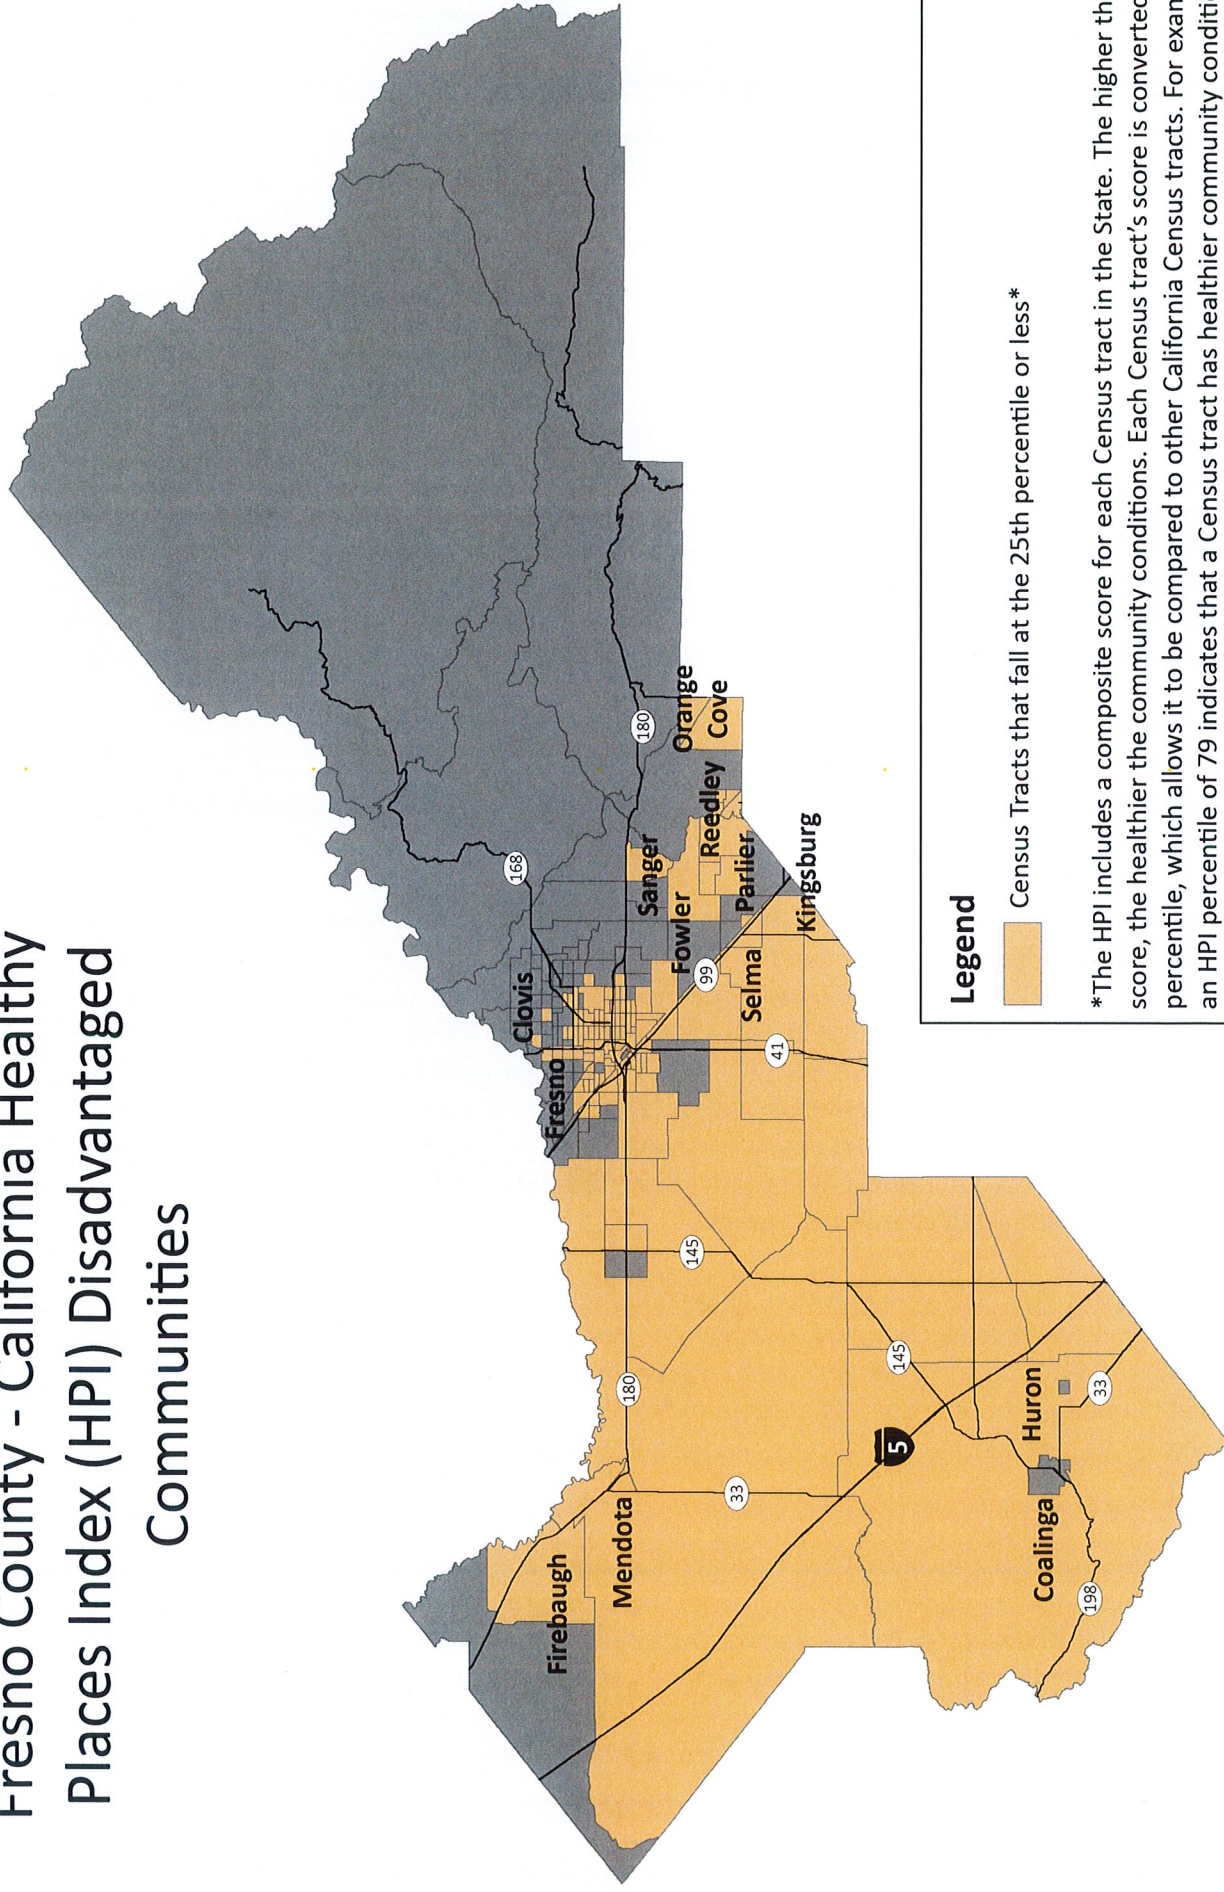 Fresno County - California Healthy
Places Index (HPI) Disadvantaged
Communities
168
180
Orange
Cove
Reedley
Sanger
Parlier
Kingsburg
Fowler
Clovis
99
Selma
Fresno
41
145
180
145
33
Huron
5
33
Mendota
Firebaugh
Coalinga
198
Legend
Census Tracts that fall at the 25th percentile or less*
*The HPI includes a composite score for each Census tract in the State. The higher th
score, the healthier the community conditions. Each Census tract's score is converted
percentile, which allows it to be compared to other California Census tracts. For exam
an HPI percentile of 79 indicates that a Census tract has healthier community conditi